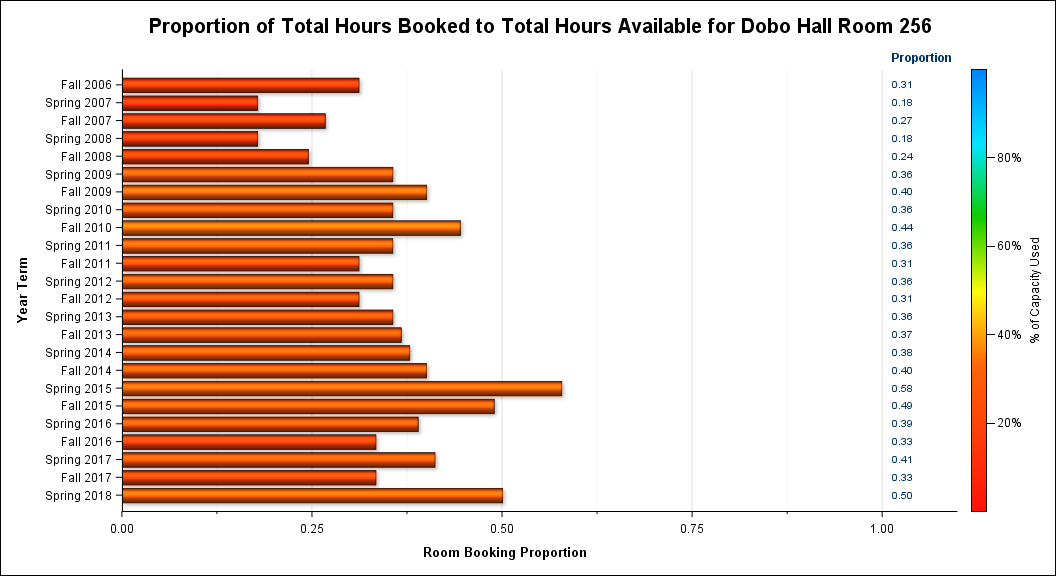 Proportion of Total Hours Booked to Total Hours Available for Dobo Hall Room 256
Proportion
Fall 2006 0.31
Spring 2007 0.18
Fall 2007 0.27
Spring 2008 0.18
Fall 2008 0.24
Spring 2009 0.36
Fall 2009 0.40
Spring 2010 0.36
Fall 2010 0.44
Spring 2011 0.36
Fall 2011 0.31
Spring 2012 0.36
Fall 2012 0.31
Spring 2013 0.36
Fall 2013 0.37
Spring 2014 0.38
Fall 2014 0.40
Spring 2015 0.58
Fall 2015 0.49
Spring 2016 0.39
Fall 2016 0.33
Spring 2017 0.41
Fall 2017 0.33
Spring 2018 0.50
Year Term
0.00 0.25 0.50 0.75 1.00
Room Booking Proportion
80%
60%
40%
20%
% of Capacity Used